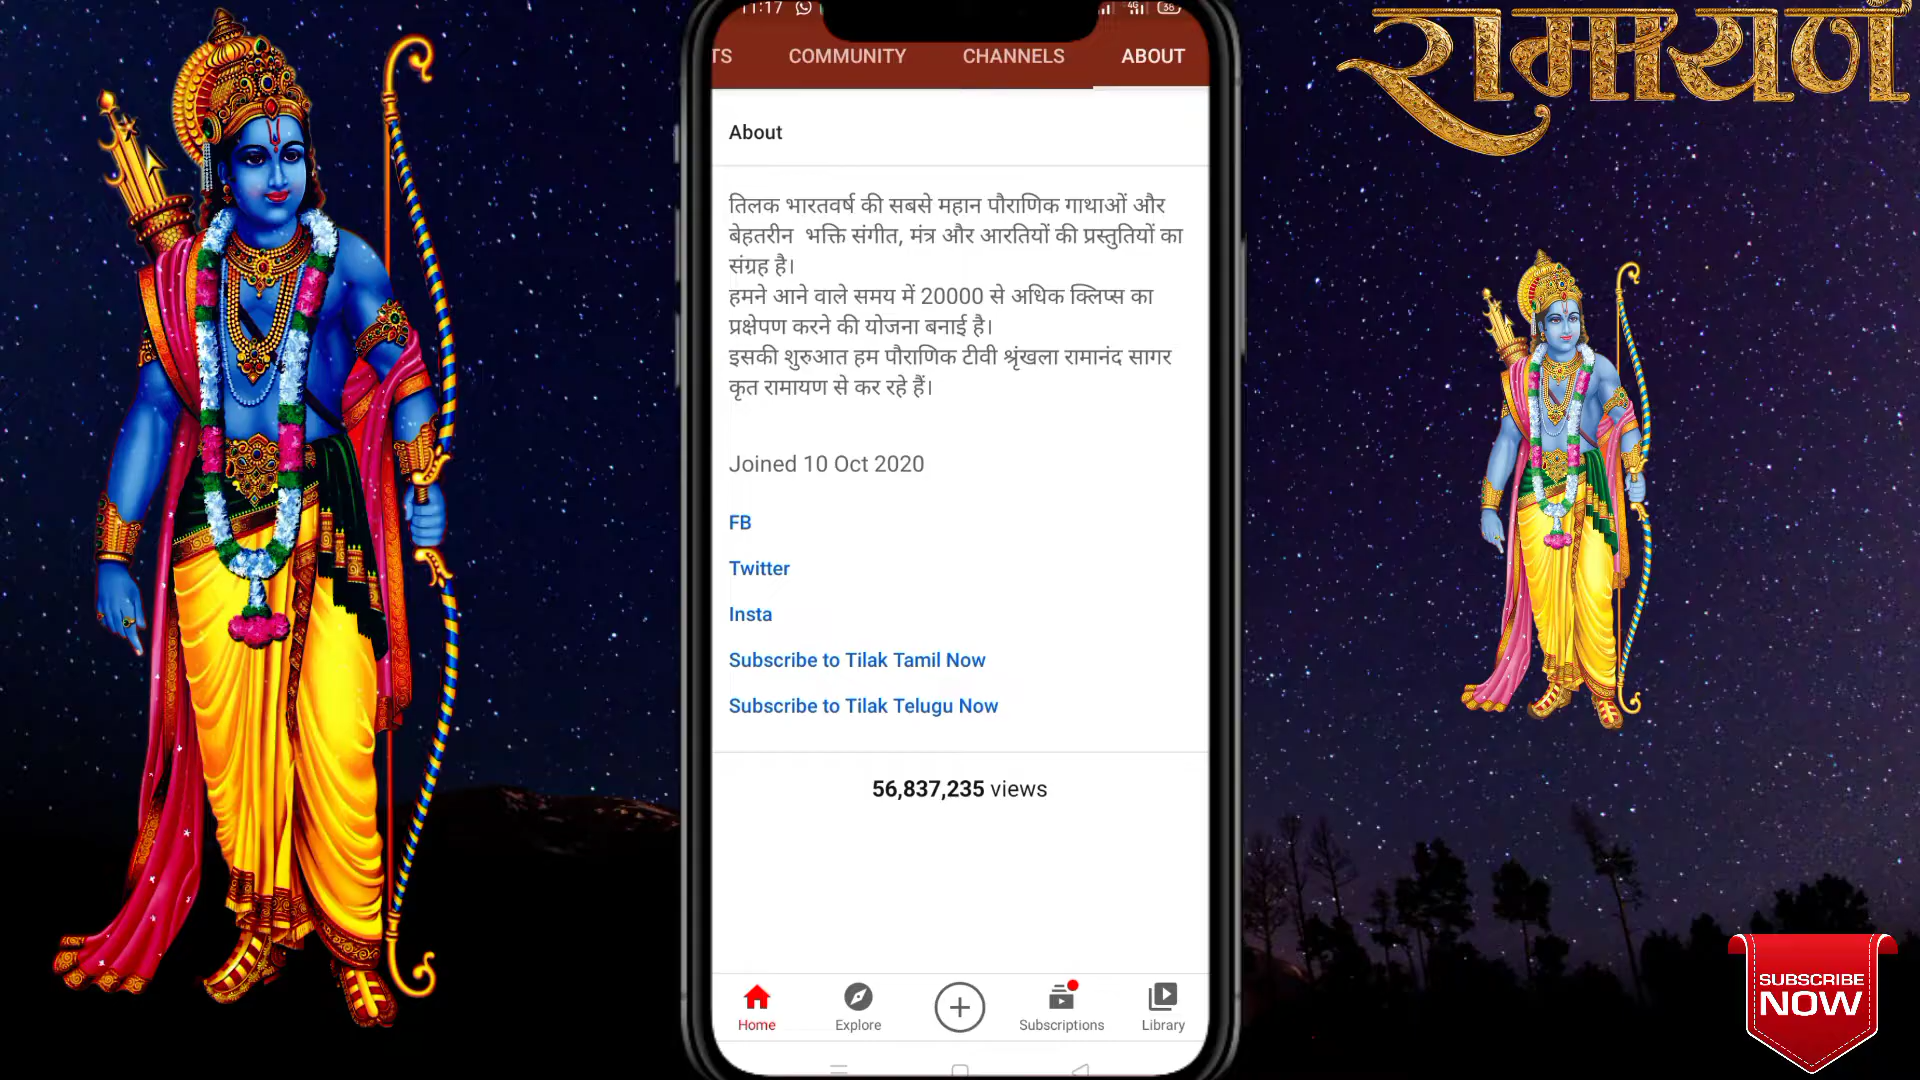 11:17
4G
38
TS COMMUNITY CHANNELS ABOUT
रामायण
About
तिलक भारतवर्ष की सबसे महान पौराणिक गाथाओं और
बेहतरीन भक्ति संगीत, मंत्र और आरतियों की प्रस्तुतियों का
संग्रह है।
हमने आने वाले समय में 20000 से अधिक क्लिप्स का
प्रक्षेपण करने की योजना बनाई है।
इसकी शुरुआत हम पौराणिक टीवी श्रृंखला रामानंद सागर
कृत रामायण से कर रहे हैं।
Joined 10 Oct 2020
FB
Twitter
Insta
Subscribe to Tilak Tamil Now
Subscribe to Tilak Telugu Now
56,837,235 views
Home Explore Subscriptions Library
SUBSCRIBE
NOW